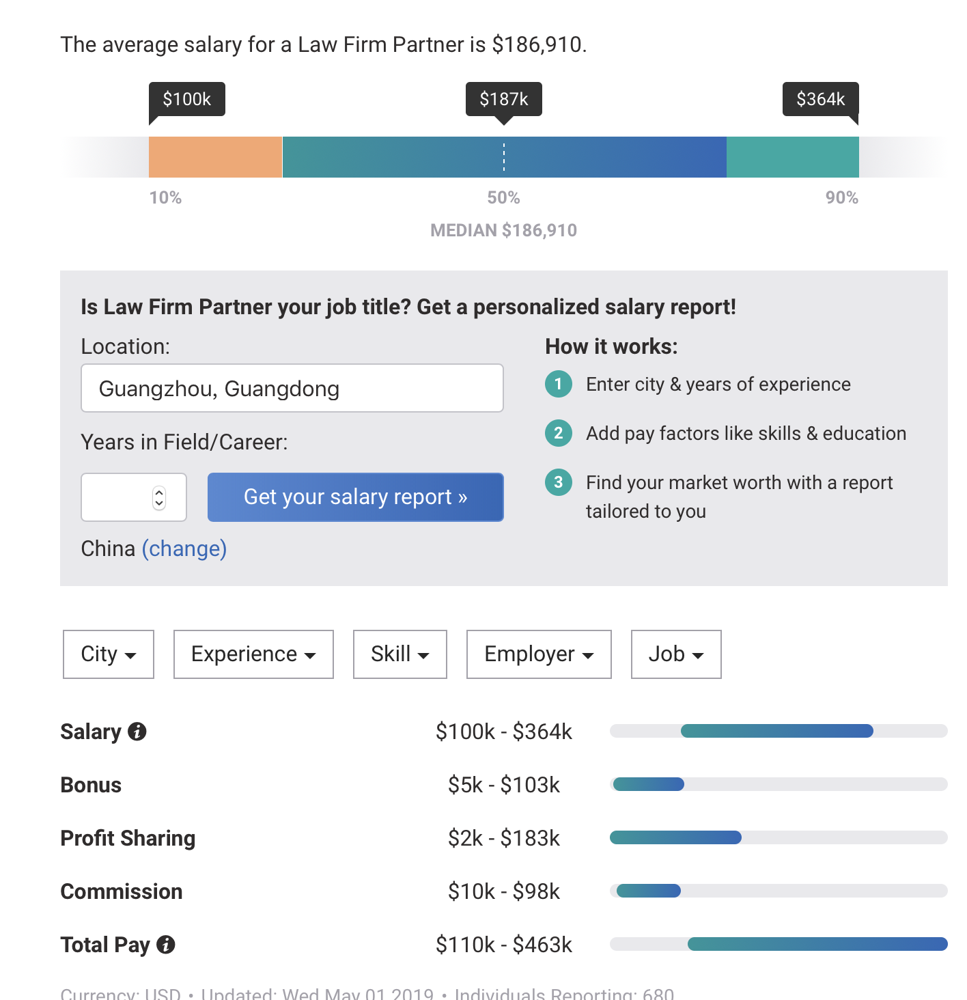 The average salary for a Law Firm Partner is $186,910.
$100k $187k $364k
10% 50% 90%
MEDIAN $186,910
Is Law Firm Partner your job title? Get a personalized salary report!
Location:
Guangzhou, Guangdong
Years in Field/Career:
Get your salary report »
China (change)
How it works:
1 Enter city & years of experience
2 Add pay factors like skills & education
3 Find your market worth with a report
tailored to you
City Experience Skill Employer Job
Salary $100k - $364k
Bonus $5k - $103k
Profit Sharing $2k - $183k
Commission $10k - $98k
Total Pay $110k - $463k
Currency: USD • Updated: Wed May 01 2019 • Individuals Reporting: 680